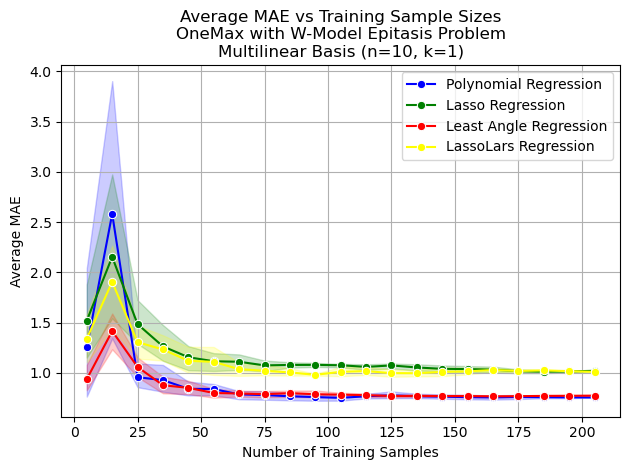 Average MAE vs Training Sample Sizes
OneMax with W-Model Epitasis Problem
Multilinear Basis (n=10, k=1)
Polynomial Regression
Lasso Regression
Least Angle Regression
LassoLars Regression
Average MAE
4.0
3.5
3.0
2.5
2.0
1.5
1.0
0 25 50 75 100 125 150 175 200
Number of Training Samples